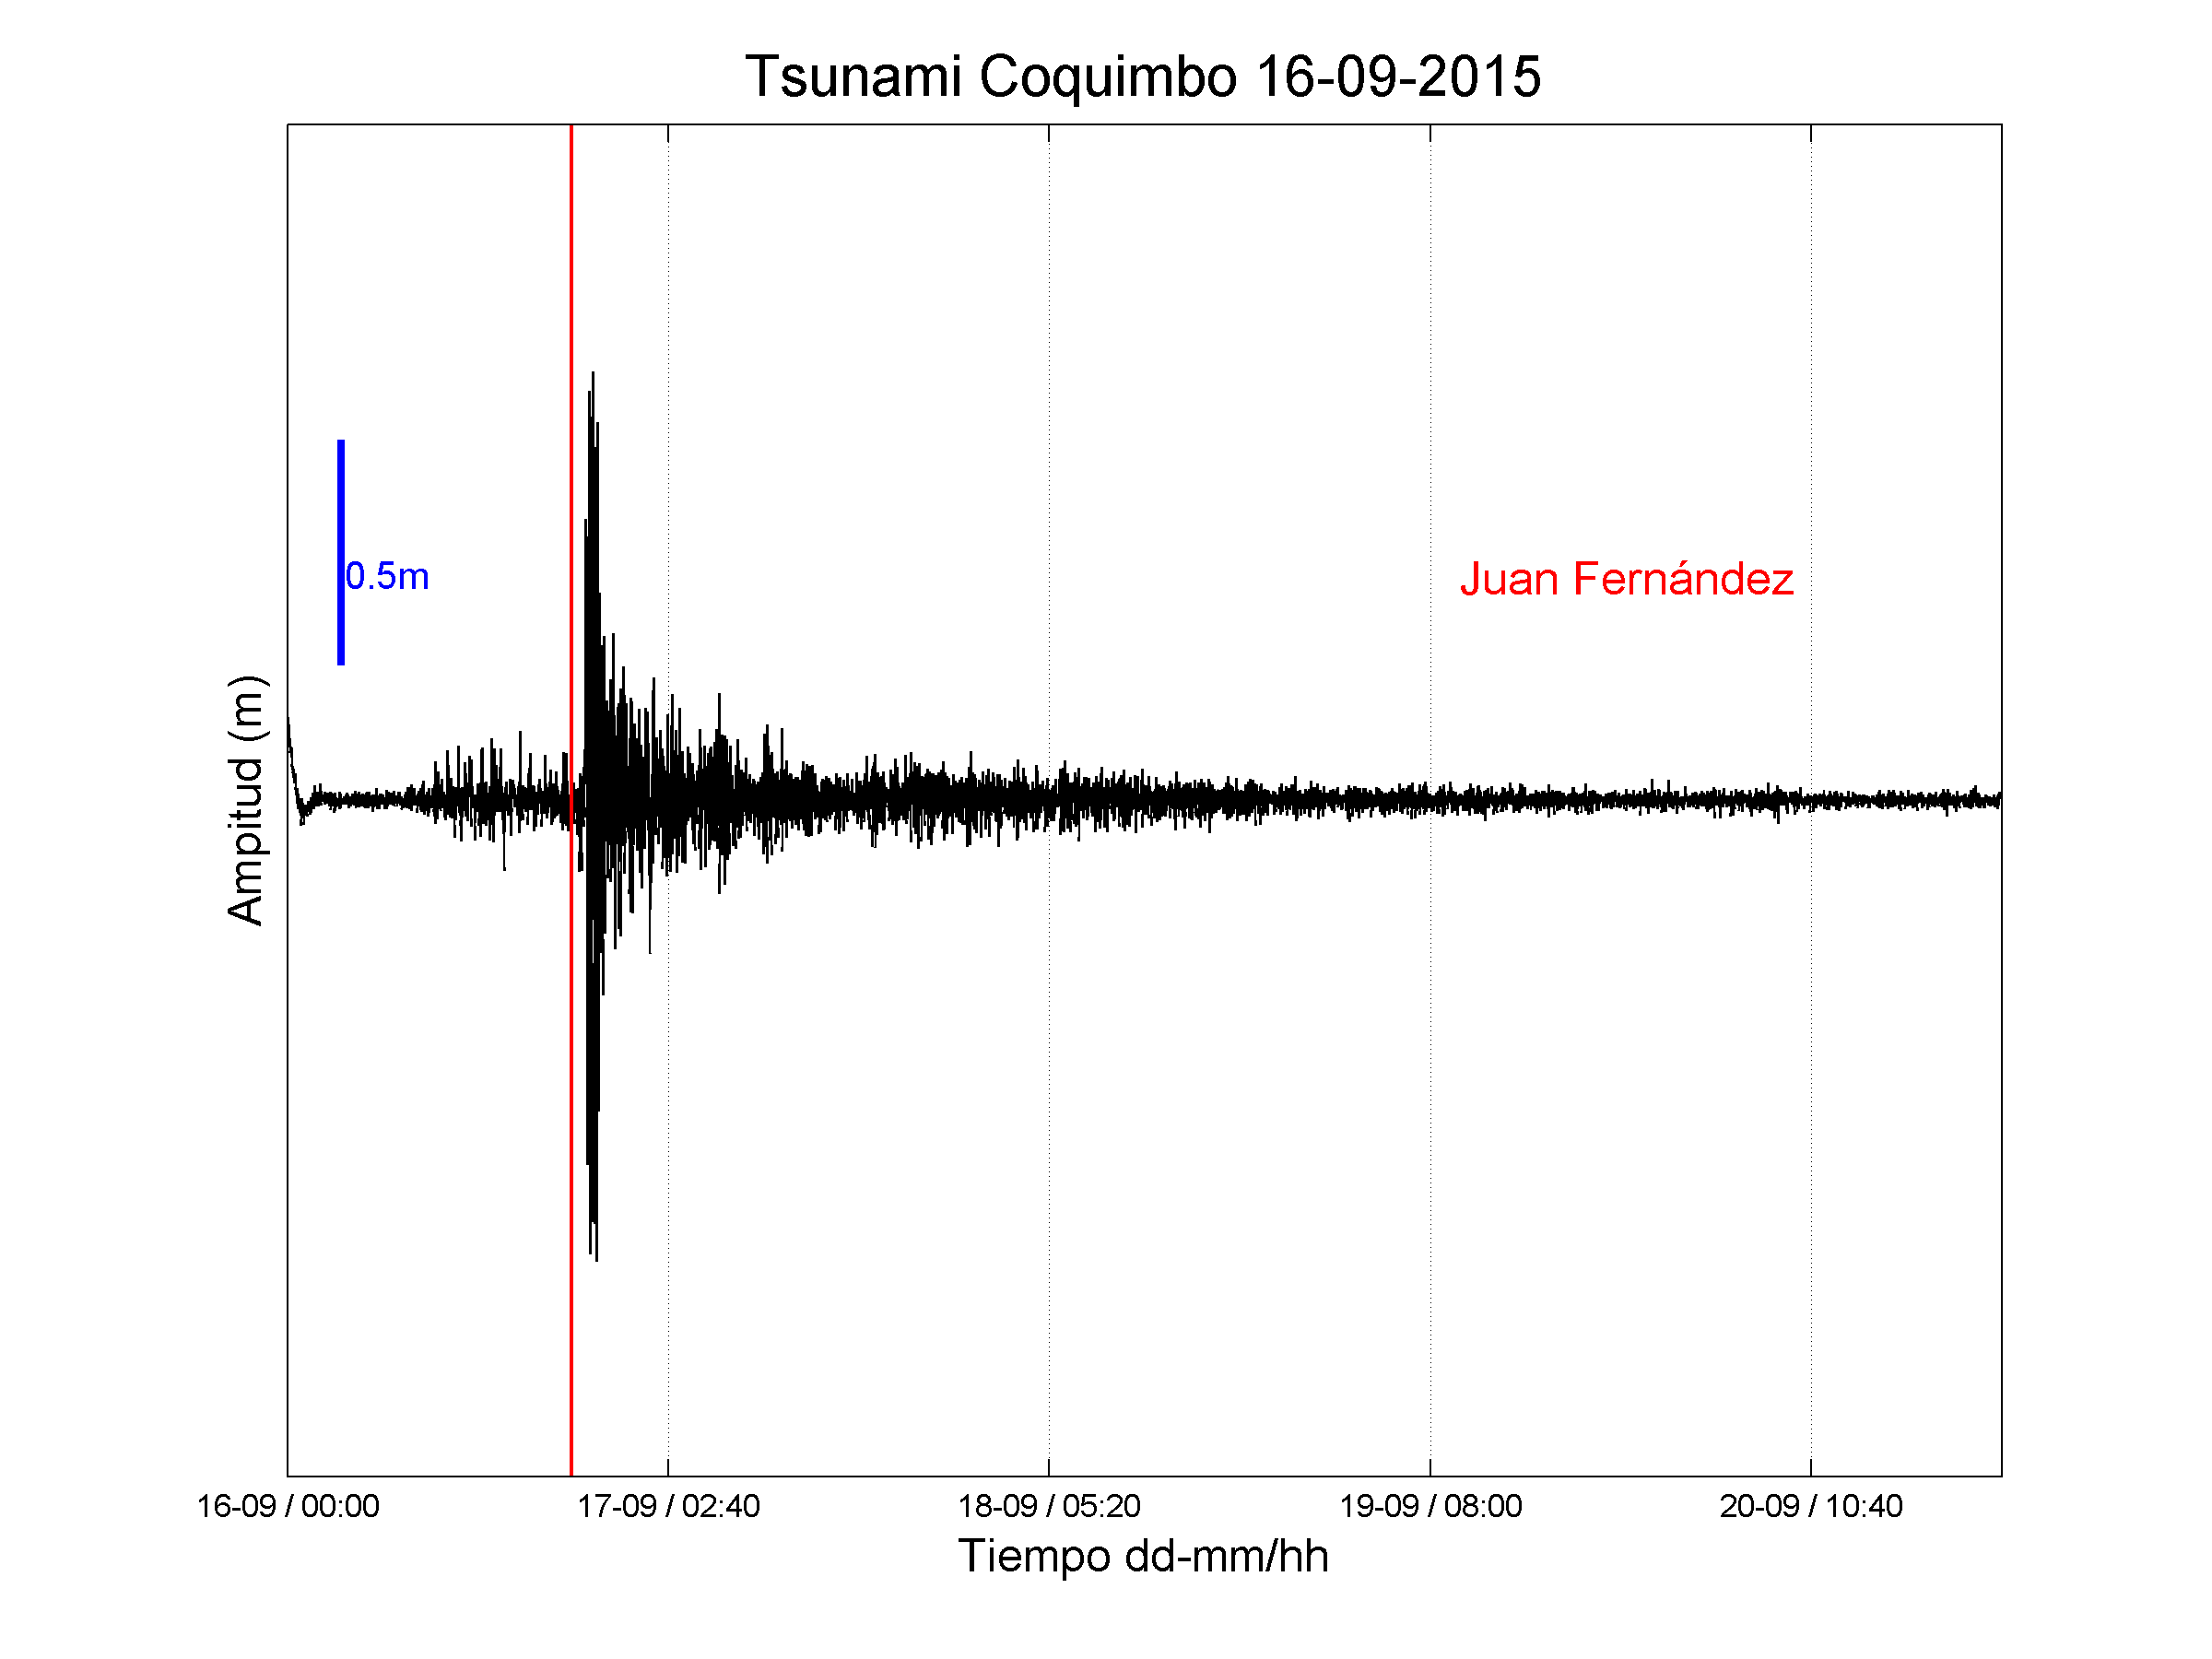 Tsunami Coquimbo 16-09-2015
0.5m
Juan Fernández
Ampitud (m)
16-09 / 00:00 17-09 / 02:40 18-09 / 05:20 19-09 / 08:00 20-09 / 10:40
Tiempo dd-mm/hh